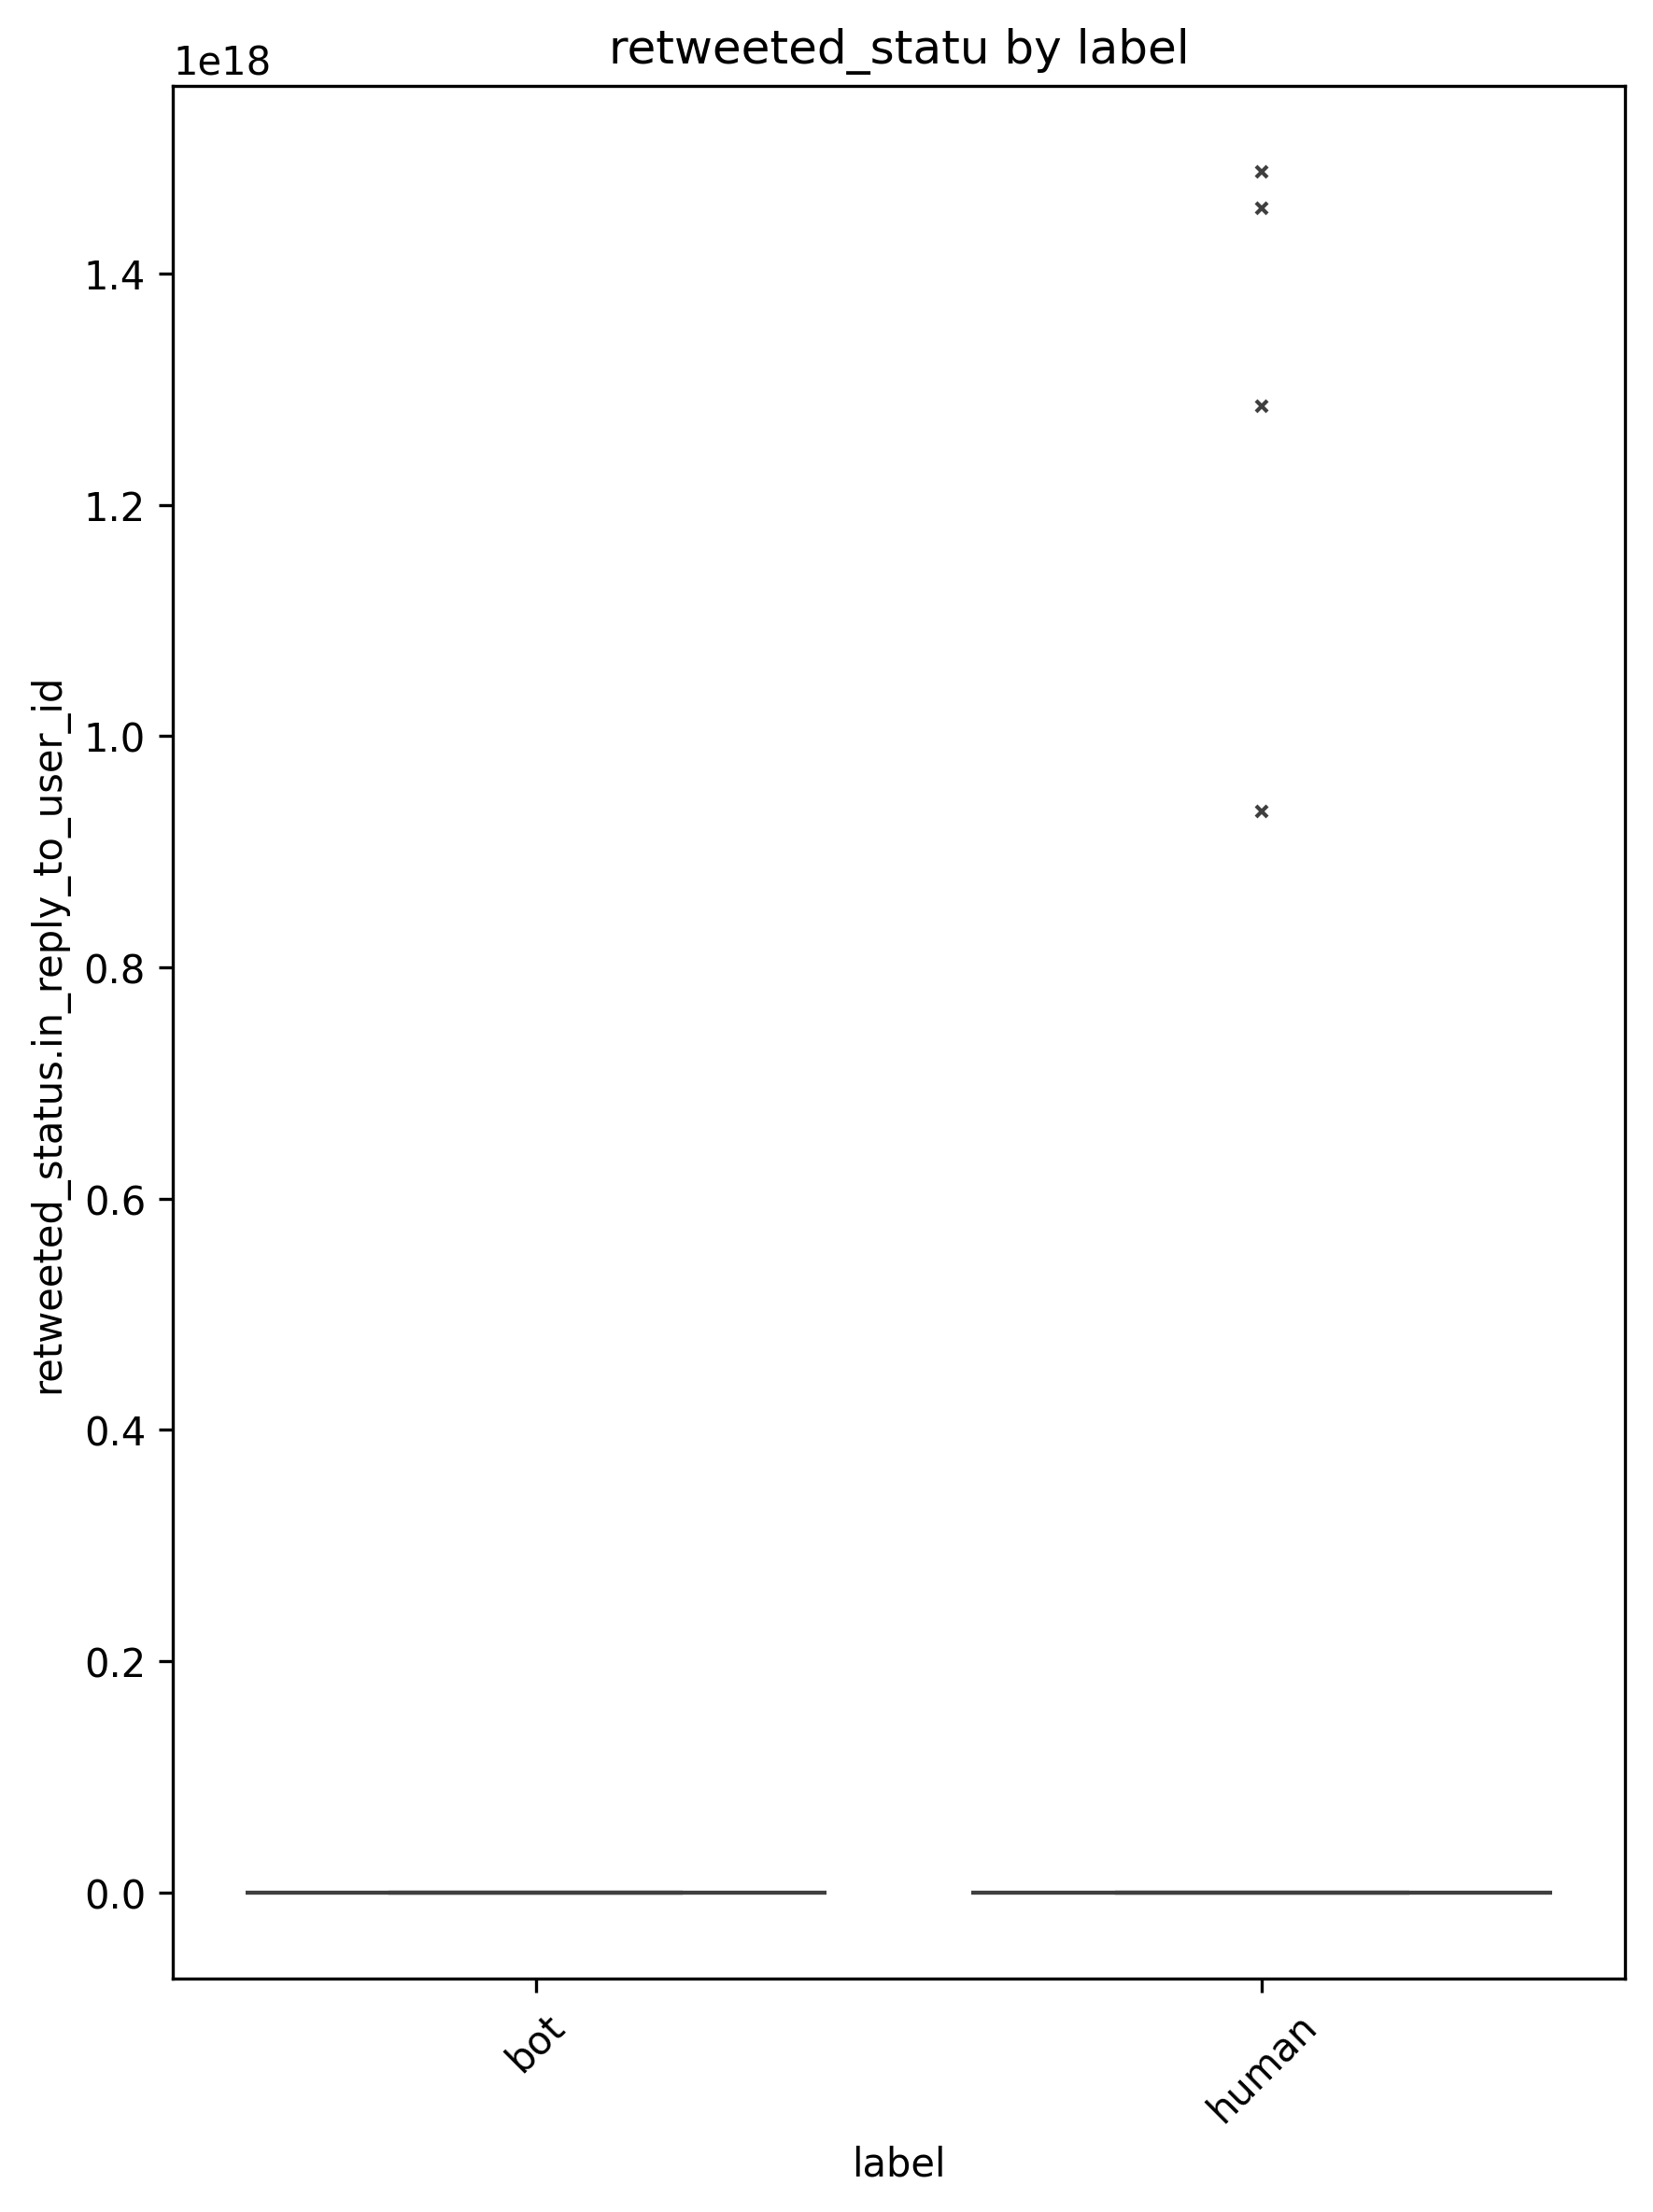 retweeted_statu by label
1e18
1.4
1.2
1.0
0.8
0.6
0.4
0.2
0.0
retweeted_status.in_reply_to_user_id
bot
human
label